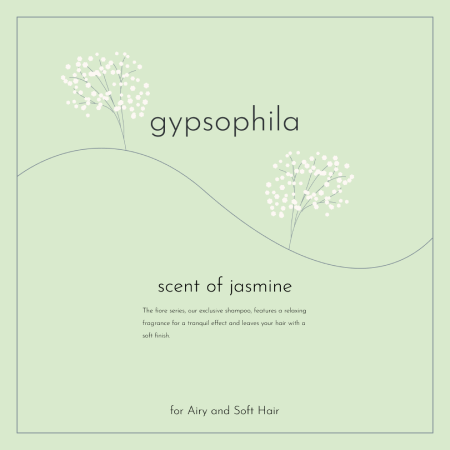 gypsophila
scent of jasmine
The fiore series, our exclusive shampoo, features a relaxing
fragrance for a tranquil effect and leaves your hair with a
soft finish
for Airy and Soft Hair